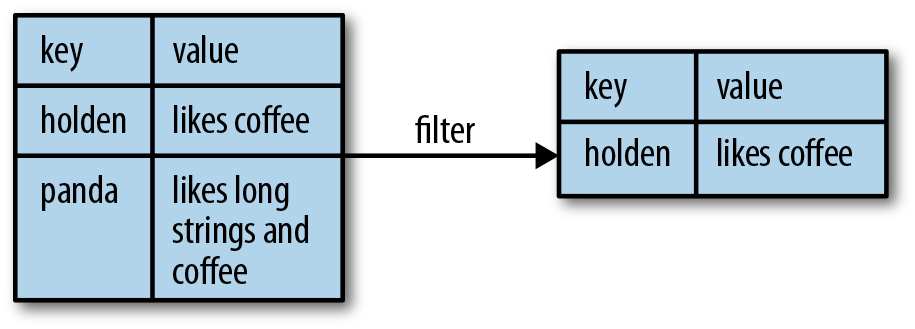 key value
holden likes coffee
panda likes long
strings and
coffee
filter
key value
holden likes coffee